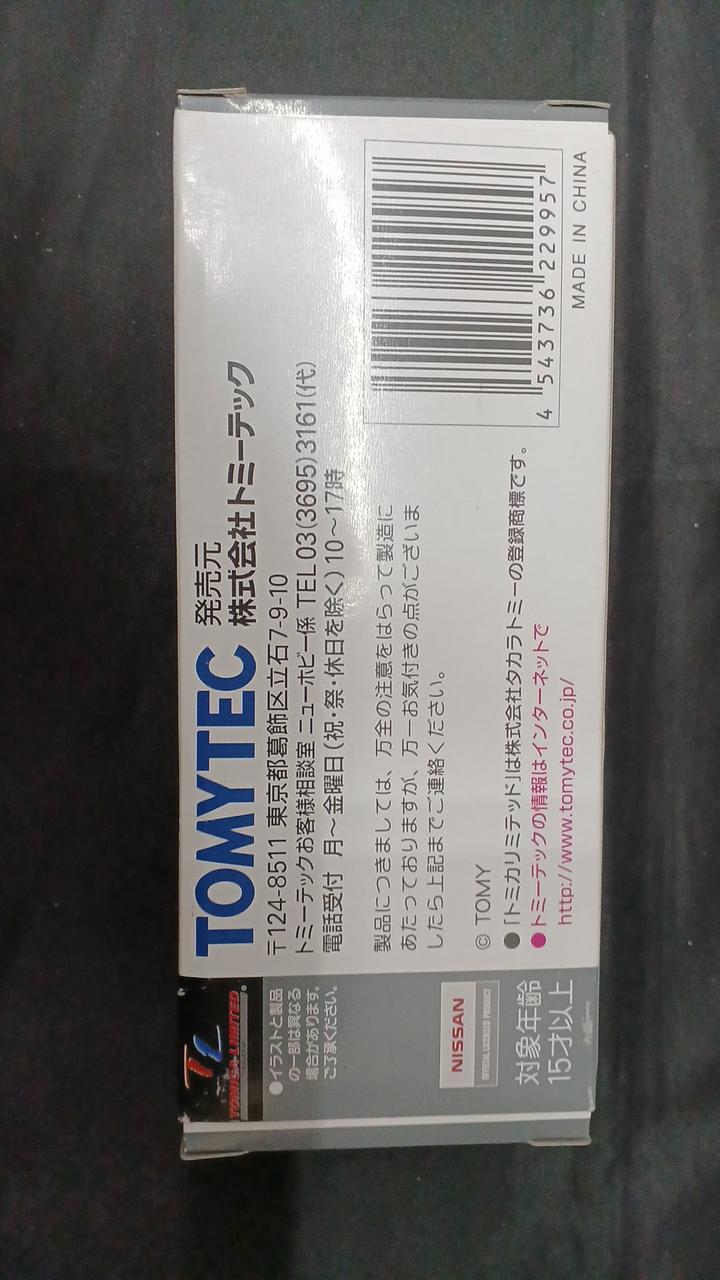 TOMYTEC
発売元
株式会社トミーテック
〒124-8511 東京都葛飾区立石7-9-10
トミーテックお客様相談室 ニューホビー係 TEL 03(3695)3161(代)
電話受付 月～金曜日(祝・祭・休日を除く)10～17時
製品につきましては、万全の注意をはらって製造に
あたっておりますが、万一お気付きの点がございま
したら上記までご連絡ください。
© TOMY
●「トミカリミテッド」は株式会社タカラトミーの登録商標です。
●トミーテックの情報はインターネットで
http://www.tomytec.co.jp/
4 543736 229957
MADE IN CHINA
TL
TOMICA LIMITED
●イラストと製品
の一部は異なる
場合があります。
ご了承ください。
NISSAN
OFFICIAL LICENSED PRODUCT
対象年齢
15才以上